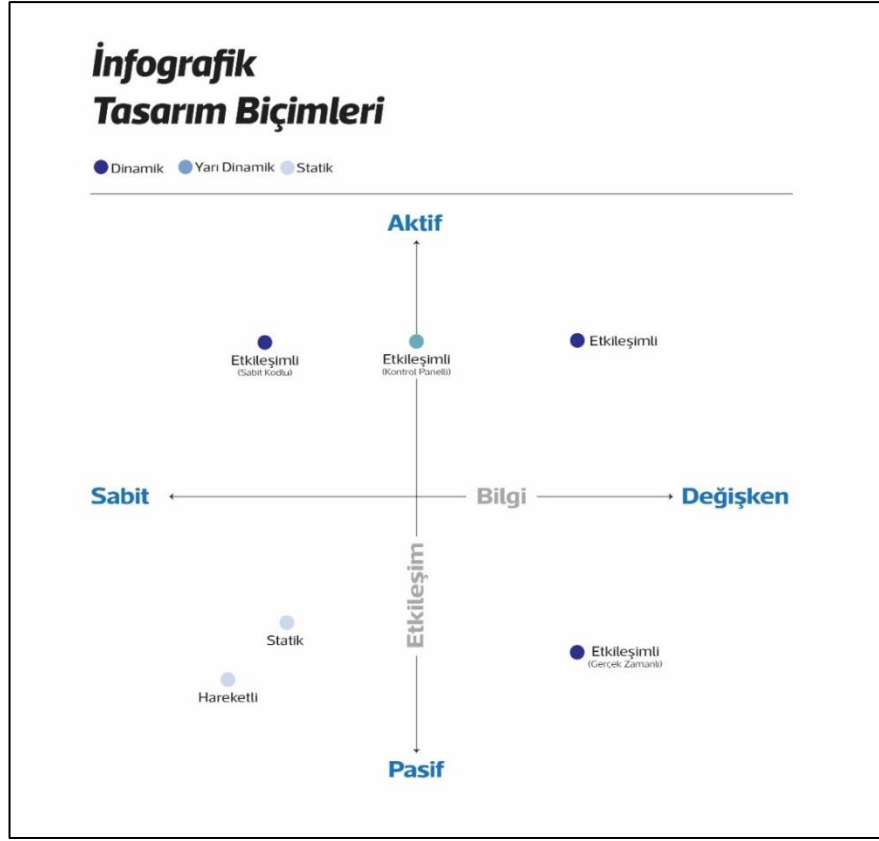 İnfografik
Tasarım Biçimleri
Dinamik Yarı Dinamik Statik
Aktif
Etkileşimli
(Sabit Kodlu)
Etkileşimli
(Kontrol Panelli)
Etkileşimli
Sabit
Bilgi
Değişken
Etkileşim
Statik
Hareketli
Etkileşimli
(Gerçek Zamanlı)
Pasif